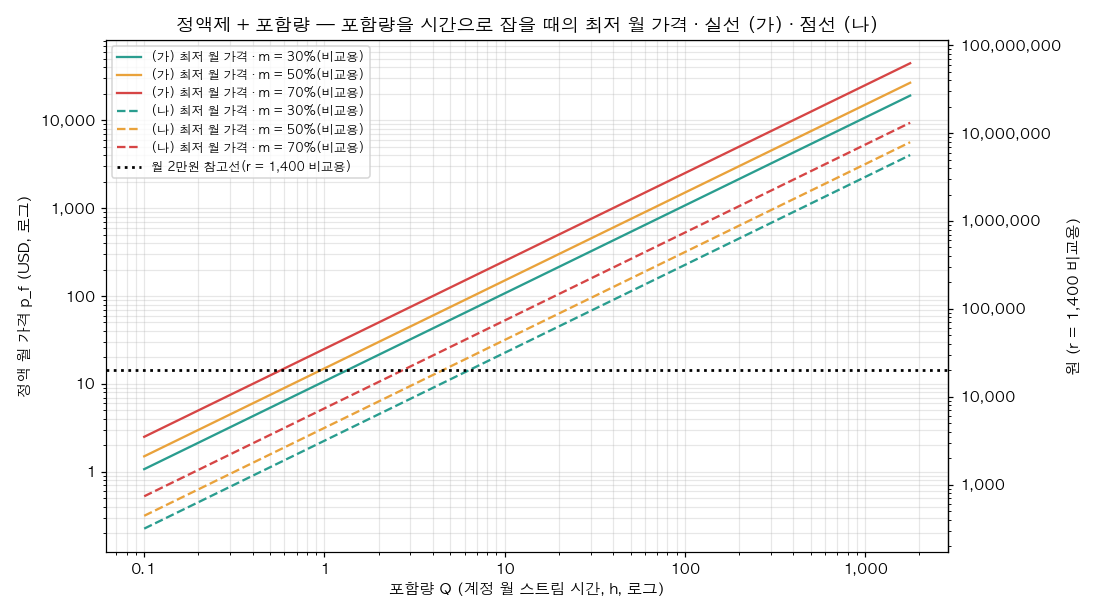 정액제 + 포함량 — 포함량을 시간으로 잡을 때의 최저 월 가격 · 실선 (가) · 점선 (나)
(가) 최저 월 가격 · m = 30%(비교용)
(가) 최저 월 가격 · m = 50%(비교용)
(가) 최저 월 가격 · m = 70%(비교용)
(나) 최저 월 가격 · m = 30%(비교용)
(나) 최저 월 가격 · m = 50%(비교용)
(나) 최저 월 가격 · m = 70%(비교용)
월 2만원 참고선(r = 1,400 비교용)
정액 월 가격 p_f (USD, 로그)
10,000
1,000
100
10
1
100,000,000
10,000,000
1,000,000
100,000
10,000
1,000
원 (r = 1,400 비교용)
0.1
1
10
100
1,000
포함량 Q (계정 월 스트림 시간, h, 로그)